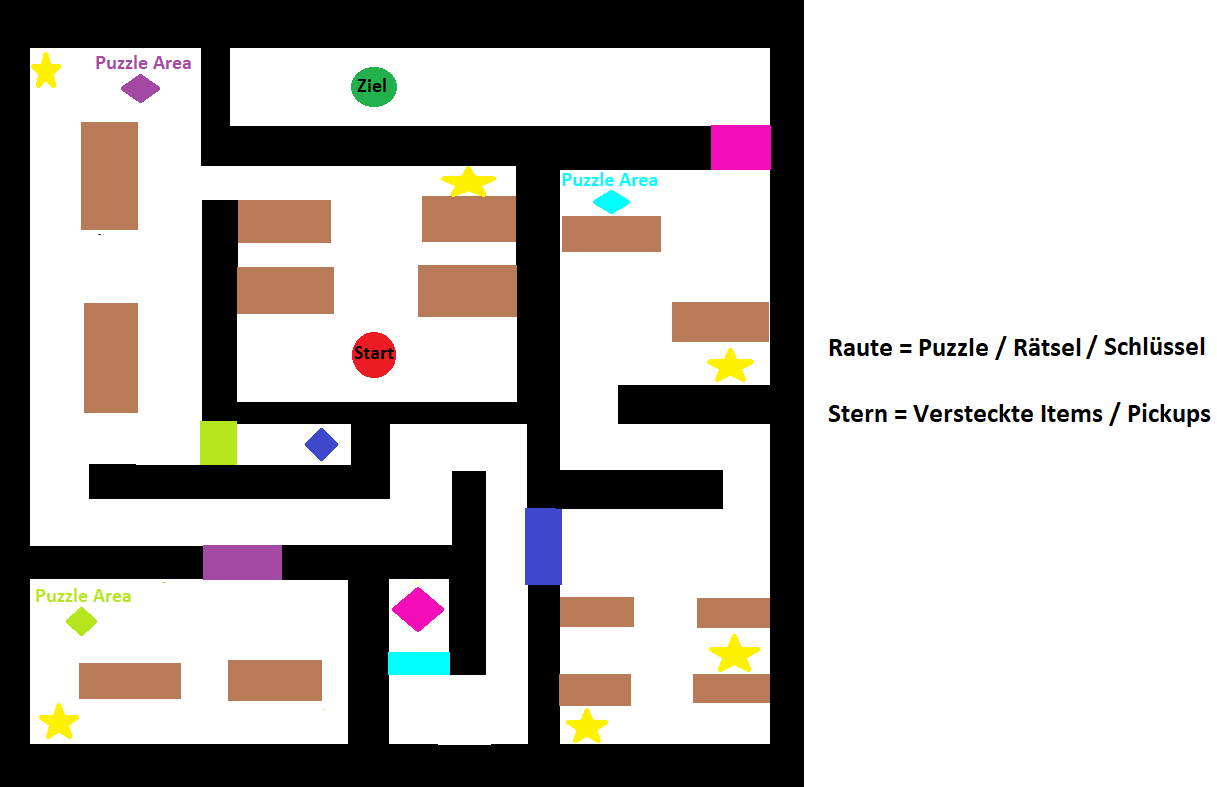 Puzzle Area
Ziel
Puzzle Area
Start
Raute = Puzzle / Rätsel / Schlüssel
Stern = Versteckte Items / Pickups
Puzzle Area